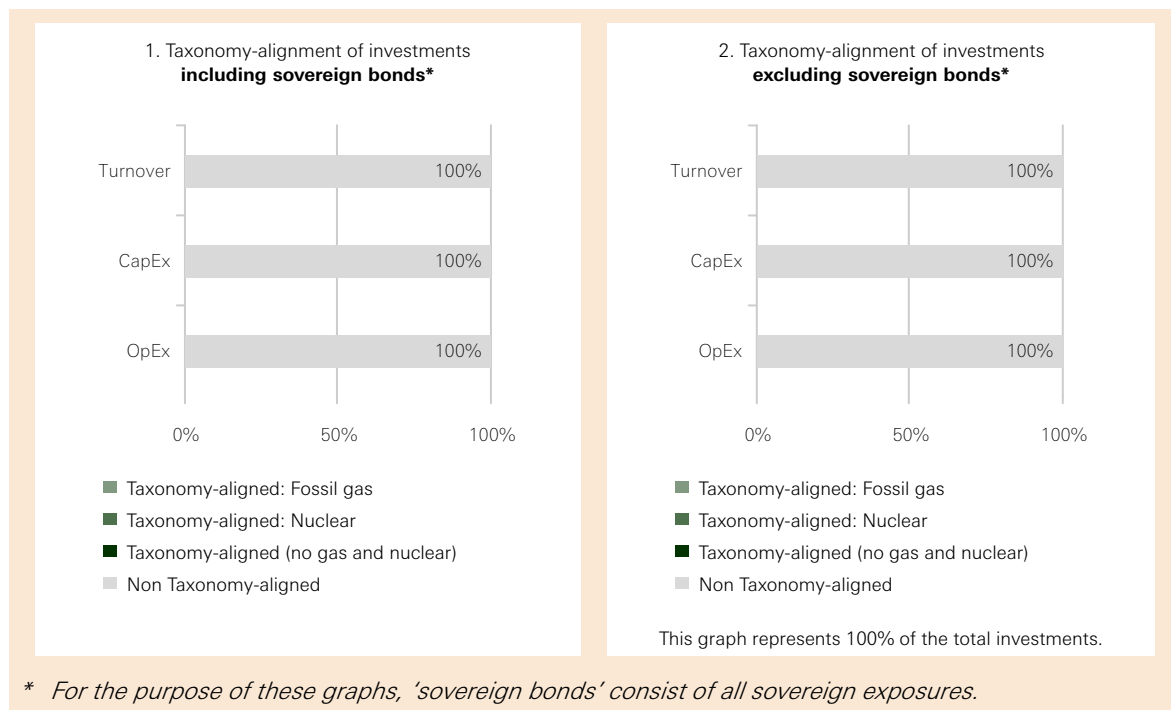 1. Taxonomy-alignment of investments
including sovereign bonds*
Turnover
100%
CapEx
100%
OpEx
100%
0%
50%
100%
Taxonomy-aligned: Fossil gas
Taxonomy-aligned: Nuclear
Taxonomy-aligned (no gas and nuclear)
Non Taxonomy-aligned
2. Taxonomy-alignment of investments
excluding sovereign bonds*
Turnover
100%
CapEx
100%
OpEx
100%
0%
50%
100%
Taxonomy-aligned: Fossil gas
Taxonomy-aligned: Nuclear
Taxonomy-aligned (no gas and nuclear)
Non Taxonomy-aligned
This graph represents 100% of the total investments.
* For the purpose of these graphs, ‘sovereign bonds’ consist of all sovereign exposures.